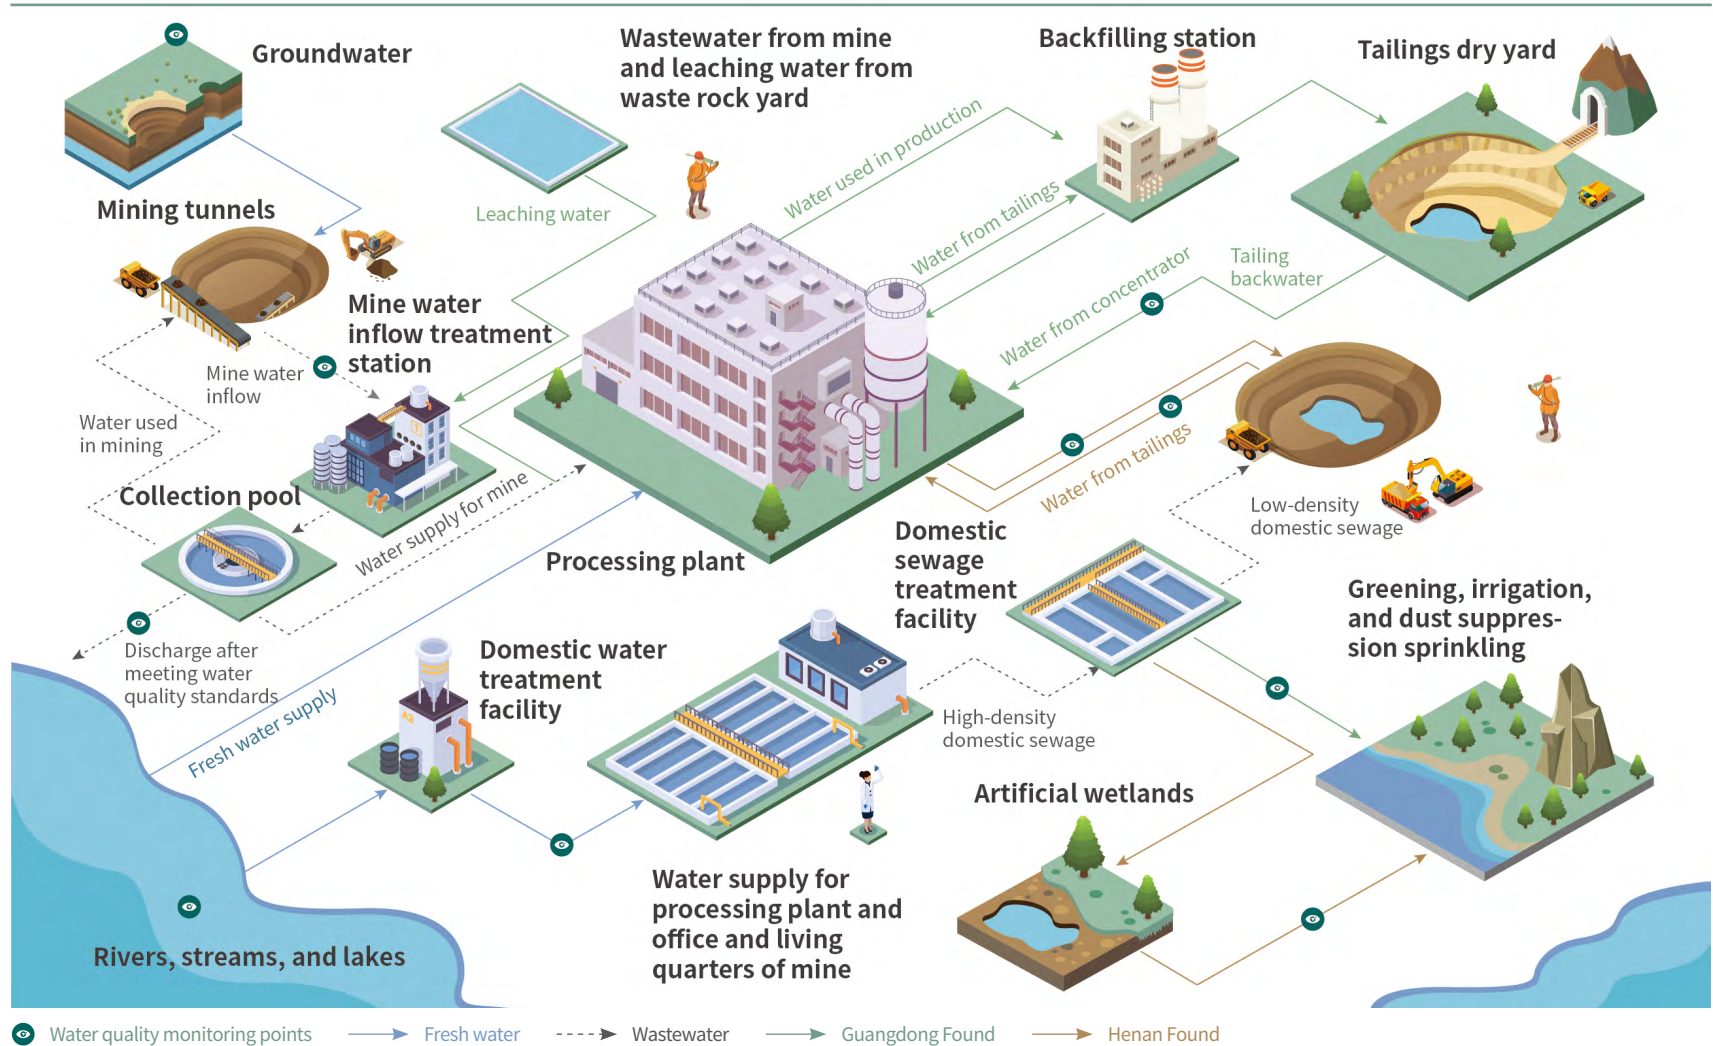 Groundwater
Wastewater from mine
and leaching water from
waste rock yard
Backfilling station
Tailings dry yard
Mining tunnels
Leaching water
Water used in production
Water from tailings
Water from concentrator
Tailing
backwater
Mine water
inflow treatment
station
Mine water
inflow
Water used
in mining
Collection pool
Water supply for mine
Processing plant
Water from tailings
Low-density
domestic sewage
Domestic
sewage
treatment
facility
Greening, irrigation,
and dust suppres-
sion sprinkling
Discharge after
meeting water
quality standards
Fresh water supply
Domestic water
treatment
facility
A2
High-density
domestic sewage
Artificial wetlands
Water supply for
processing plant and
office and living
quarters of mine
Rivers, streams, and lakes
Water quality monitoring points
Fresh water
Wastewater
Guangdong Found
Henan Found